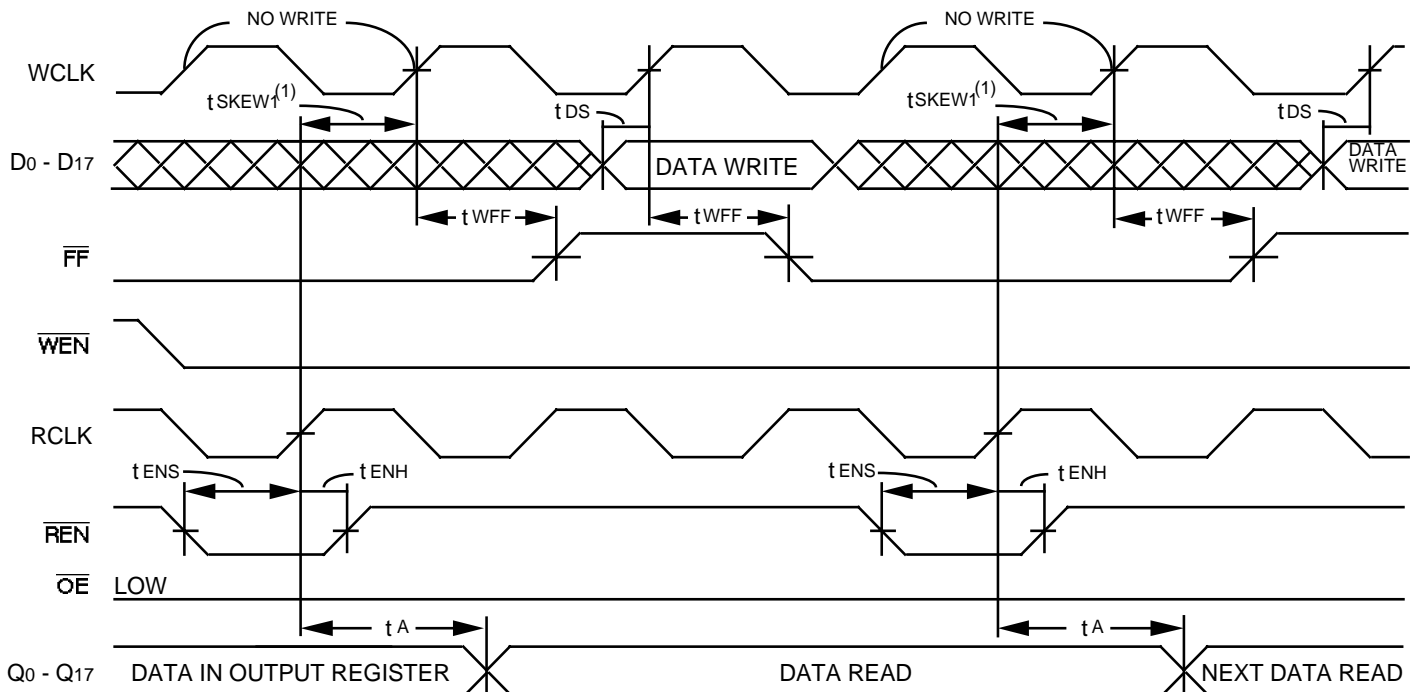 NO WRITE NO WRITE
WCLK
tSKEW1(1) tDS tSKEW1(1) tDS
D0 - D17 DATA WRITE DATA WRITE
tWFF tWFF tWFF
FF
WEN
RCLK
tENS tENH tENS tENH
REN
OE LOW
tA tA
Q0 - Q17 DATA IN OUTPUT REGISTER DATA READ NEXT DATA READ